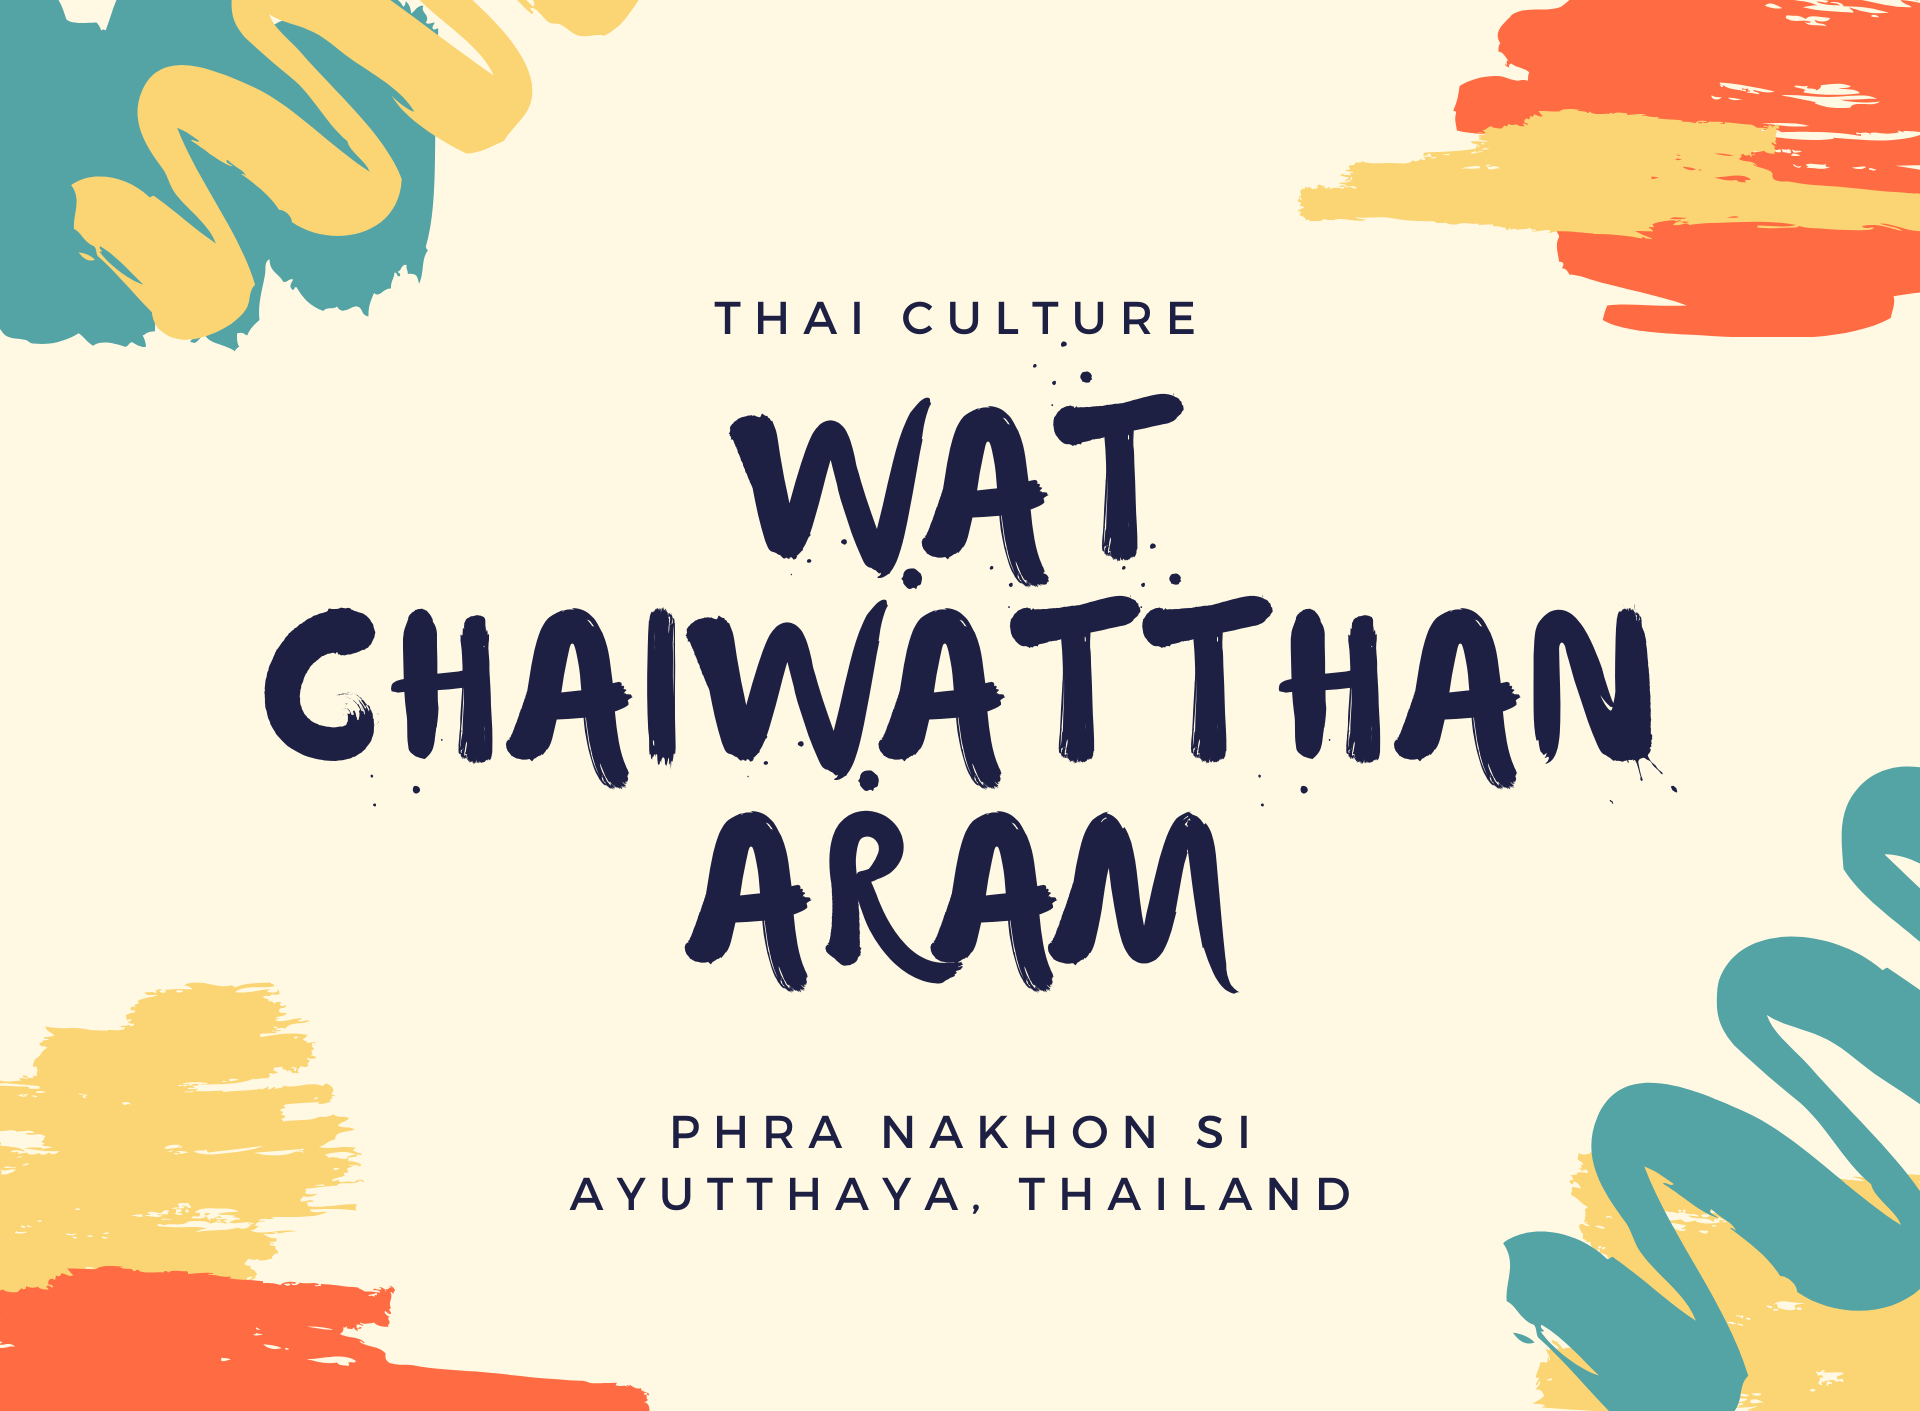 THAI CULTURE
WAT
CHAIWATTHAN
ARAM
PHRA NAKHON SI
AYUTTHAYA, THAILAND